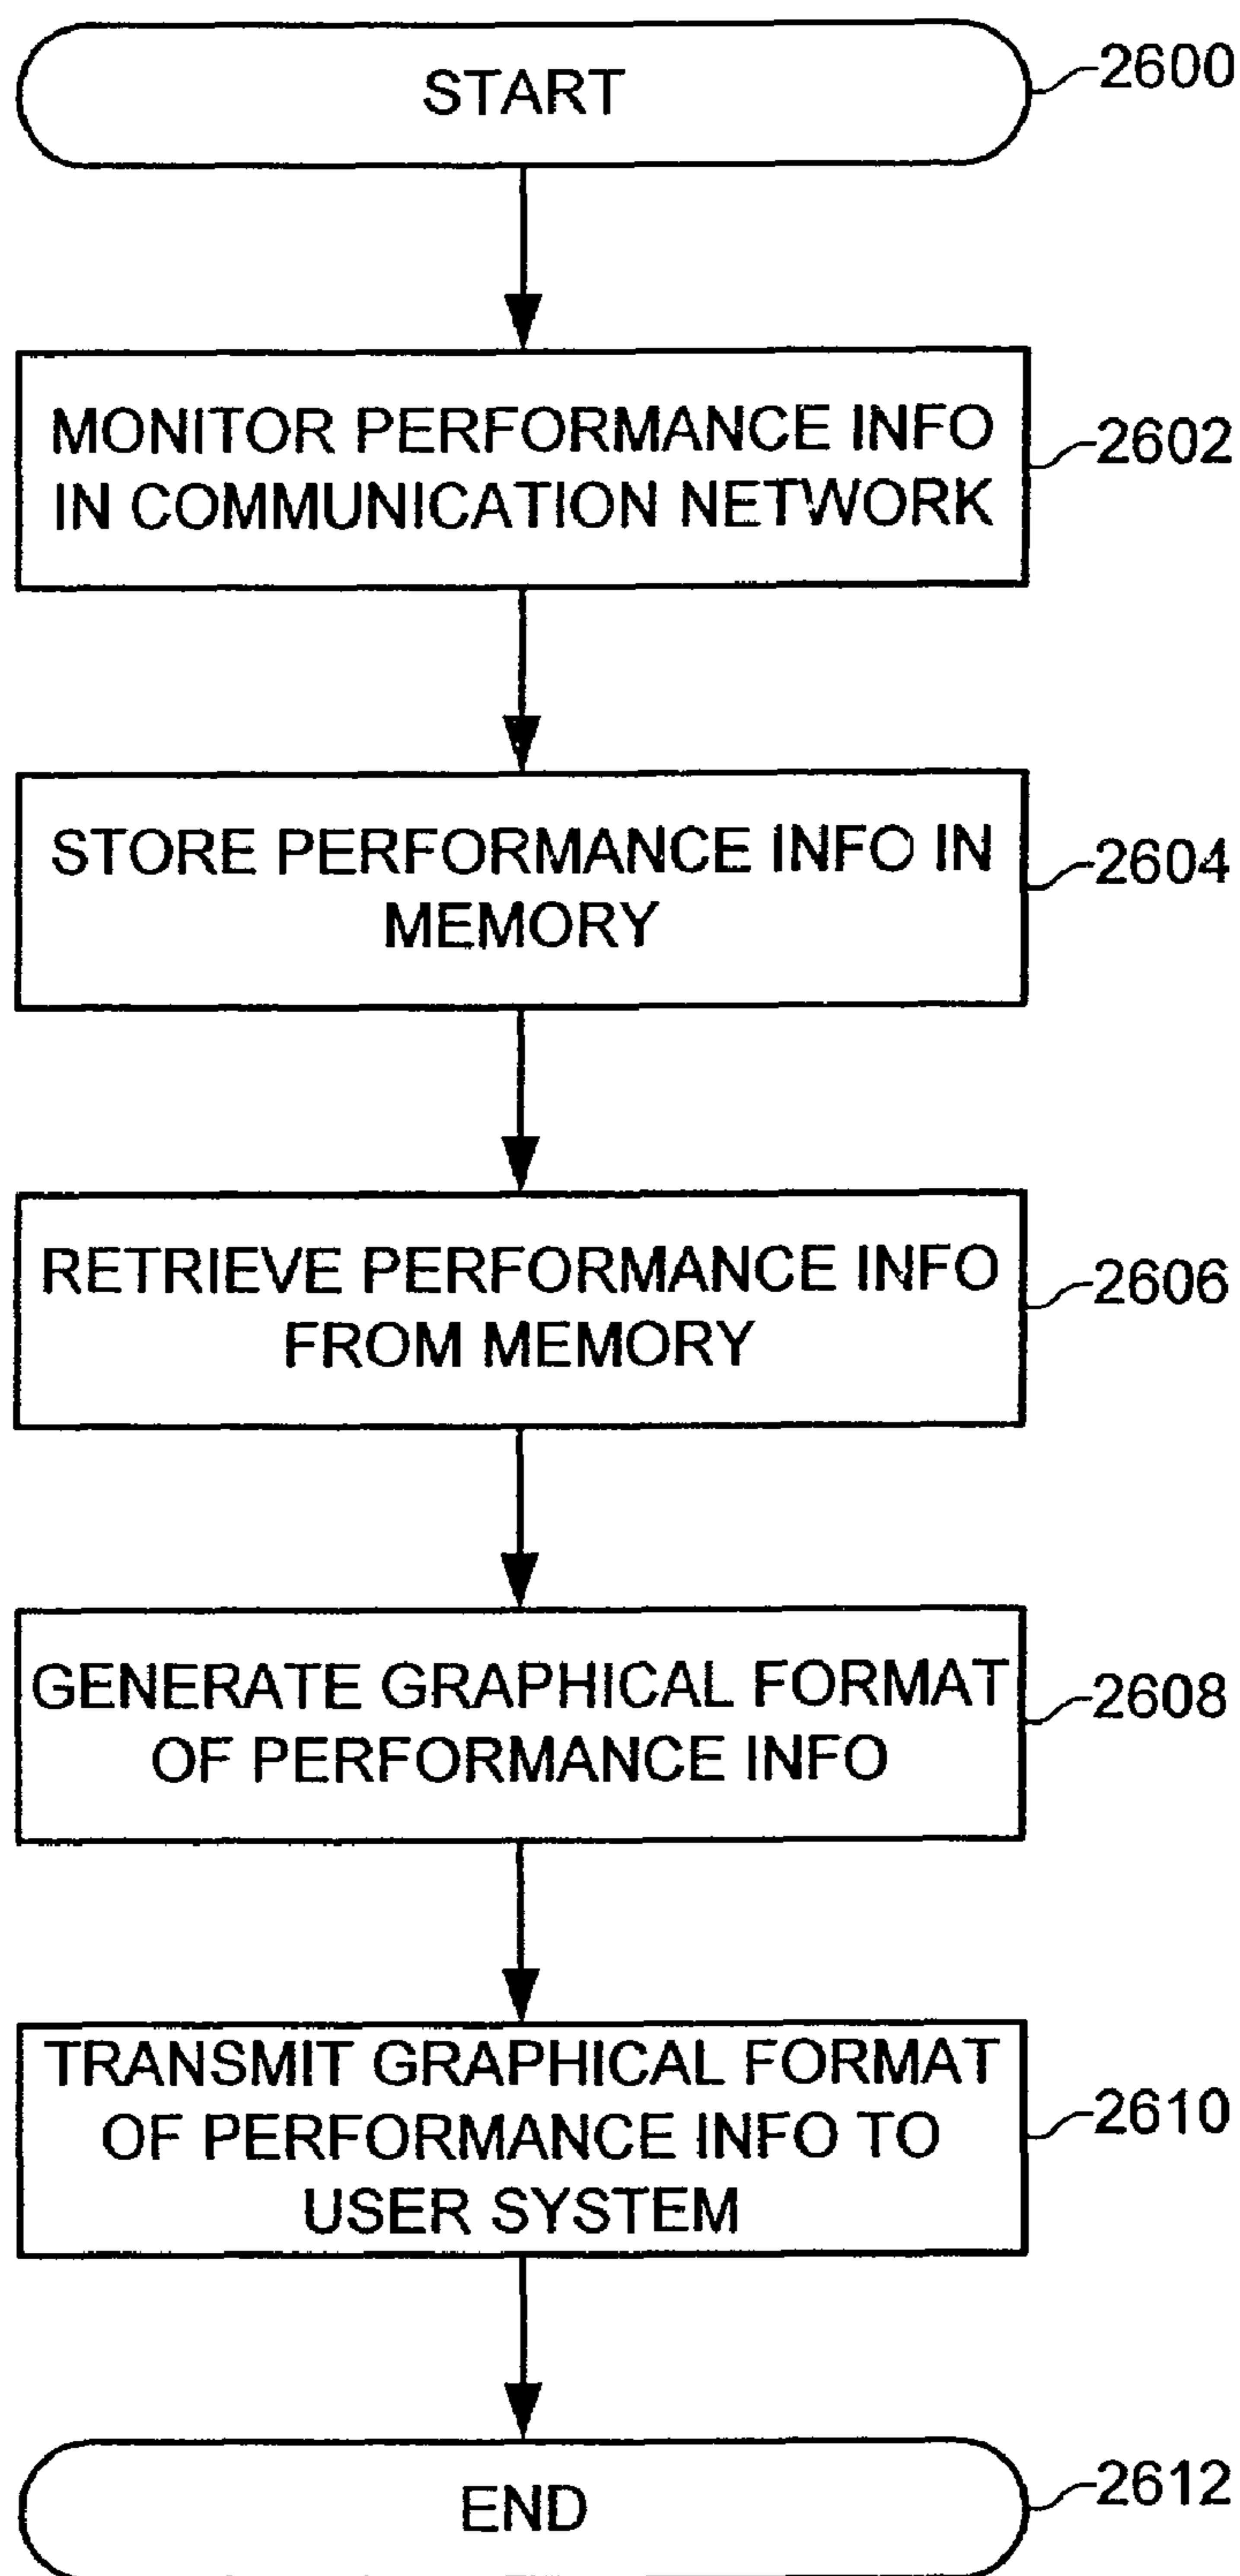 START
2600
MONITOR PERFORMANCE INFO
IN COMMUNICATION NETWORK
2602
STORE PERFORMANCE INFO IN
MEMORY
2604
RETRIEVE PERFORMANCE INFO
FROM MEMORY
2606
GENERATE GRAPHICAL FORMAT
OF PERFORMANCE INFO
2608
TRANSMIT GRAPHICAL FORMAT
OF PERFORMANCE INFO TO
USER SYSTEM
2610
END
2612